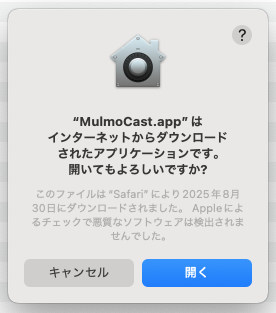 ?
“MulmoCast.app”は
インターネットからダウンロード
されたアプリケーションです。
開いてもよろしいですか?
このファイルは“Safari”により2025年8月
30日にダウンロードされました。Appleによ
るチェックで悪質なソフトウェアは検出されま
せんでした。
キャンセル
開く